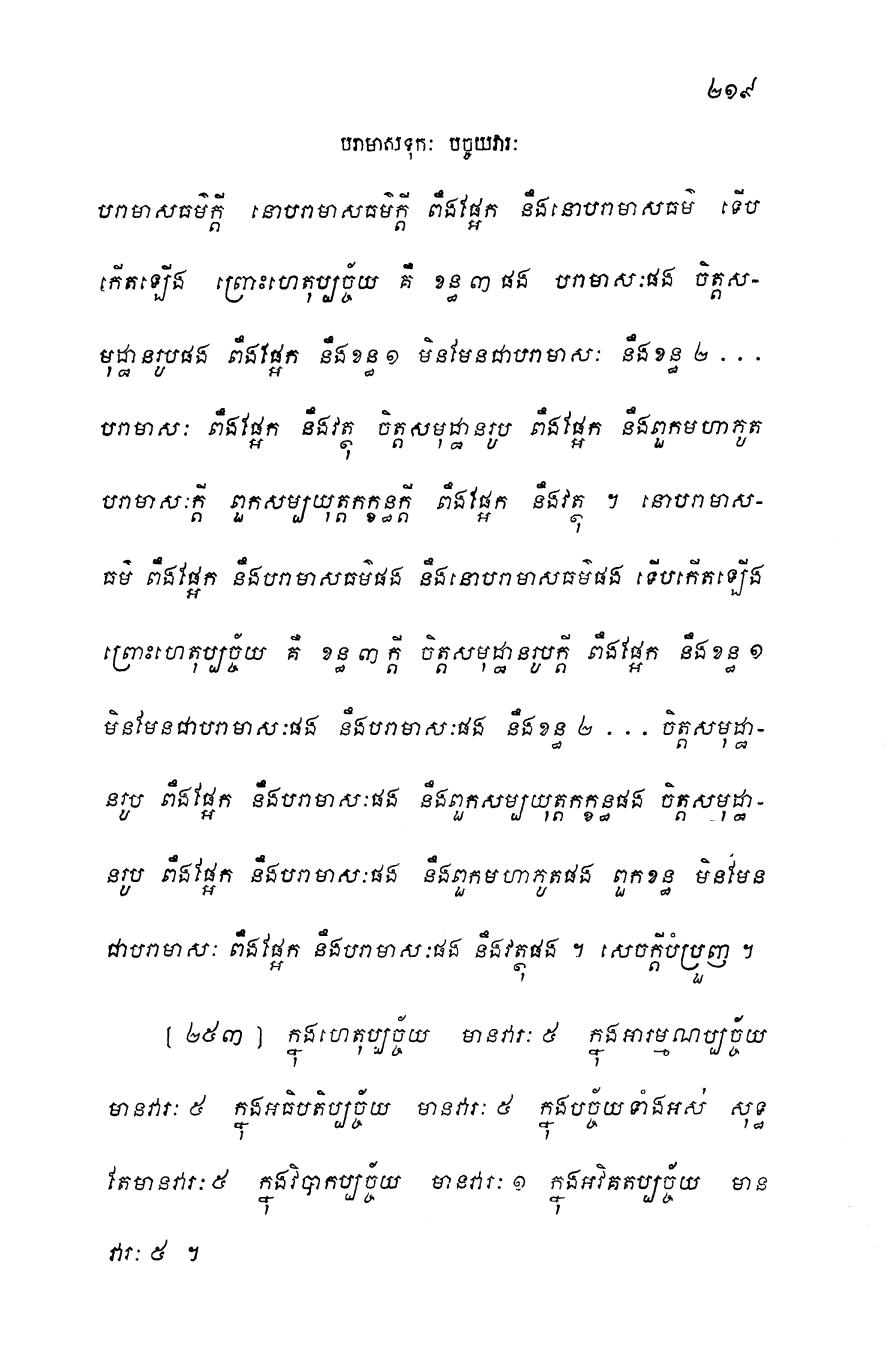 ២១៩
បរាមាសទុកៈ បច្ចយវារៈ
បរាមាសធម៌ក្តី នោបរាមាសធម៌ក្តី ពឹងផ្អែក នឹងនោបរាមាសធម៌ ទើប
កើតឡើង ព្រោះហេតុប្បច្ច័យ គឺ ខន្ធ ៣ ផង បរាមាសៈផង ចិត្តស-
មុដ្ឋានរូបផង ពឹងផ្អែក នឹងខន្ធ ១ មិនមែនជាបរាមាសៈ នឹងខន្ធ ២ ...
បរាមាសៈ ពឹងផ្អែក នឹងវត្ថុ ចិត្តសមុដ្ឋានរូប ពឹងផ្អែក នឹងពួកមហាភូត
បរាមាសៈក្តី ពួកសម្បយុត្តកក្ខន្ធក្តី ពឹងផ្អែក នឹងវត្ថុ ។ នោបរាមាស-
ធម៌ ពឹងផ្អែក នឹងបរាមាសធម៌ផង នឹងនោបរាមាសធម៌ផង ទើបកើតឡើង
ព្រោះហេតុប្បច្ច័យ គឺ ខន្ធ ៣ ក្តី ចិត្តសមុដ្ឋានរូបក្តី ពឹងផ្អែក នឹងខន្ធ ១
មិនមែនជាបរាមាសៈផង នឹងបរាមាសៈផង នឹងខន្ធ ២ ... ចិត្តសមុដ្ឋា-
នរូប ពឹងផ្អែក នឹងបរាមាសៈផង នឹងពួកសម្បយុត្តកក្ខន្ធផង ចិត្តសមុដ្ឋា-
នរូប ពឹងផ្អែក នឹងបរាមាសៈផង នឹងពួកមហាភូតផង ពួកខន្ធ មិនមែន
ជាបរាមាសៈ ពឹងផ្អែក នឹងបរាមាសៈផង នឹងវត្ថុផង ។ សេចក្តីបំប្រួញ ។
[ ២៥៣ ] ក្នុងហេតុប្បច្ច័យ មានវារៈ ៥ ក្នុងអារម្មណប្បច្ច័យ
មានវារៈ ៥ ក្នុងអធិបតិប្បច្ច័យ មានវារៈ ៥ ក្នុងបច្ច័យទាំងអស់ សុទ្ធ
តែមានវារៈ ៥ ក្នុងវិបាកប្បច្ច័យ មានវារៈ ១ ក្នុងអវិគតប្បច្ច័យ មាន
វារៈ ៥ ។